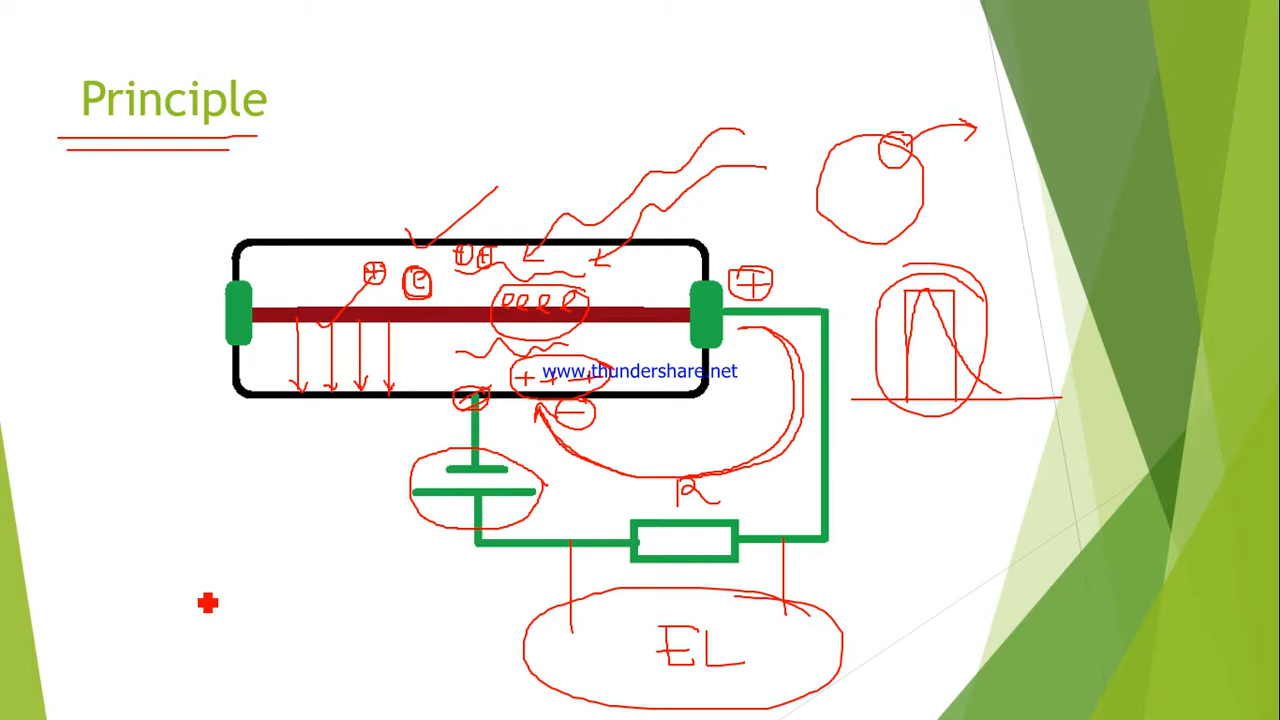 Principle
+ e ++
e e e e
+
www.thundershare.net
+ + +
-
R
EL